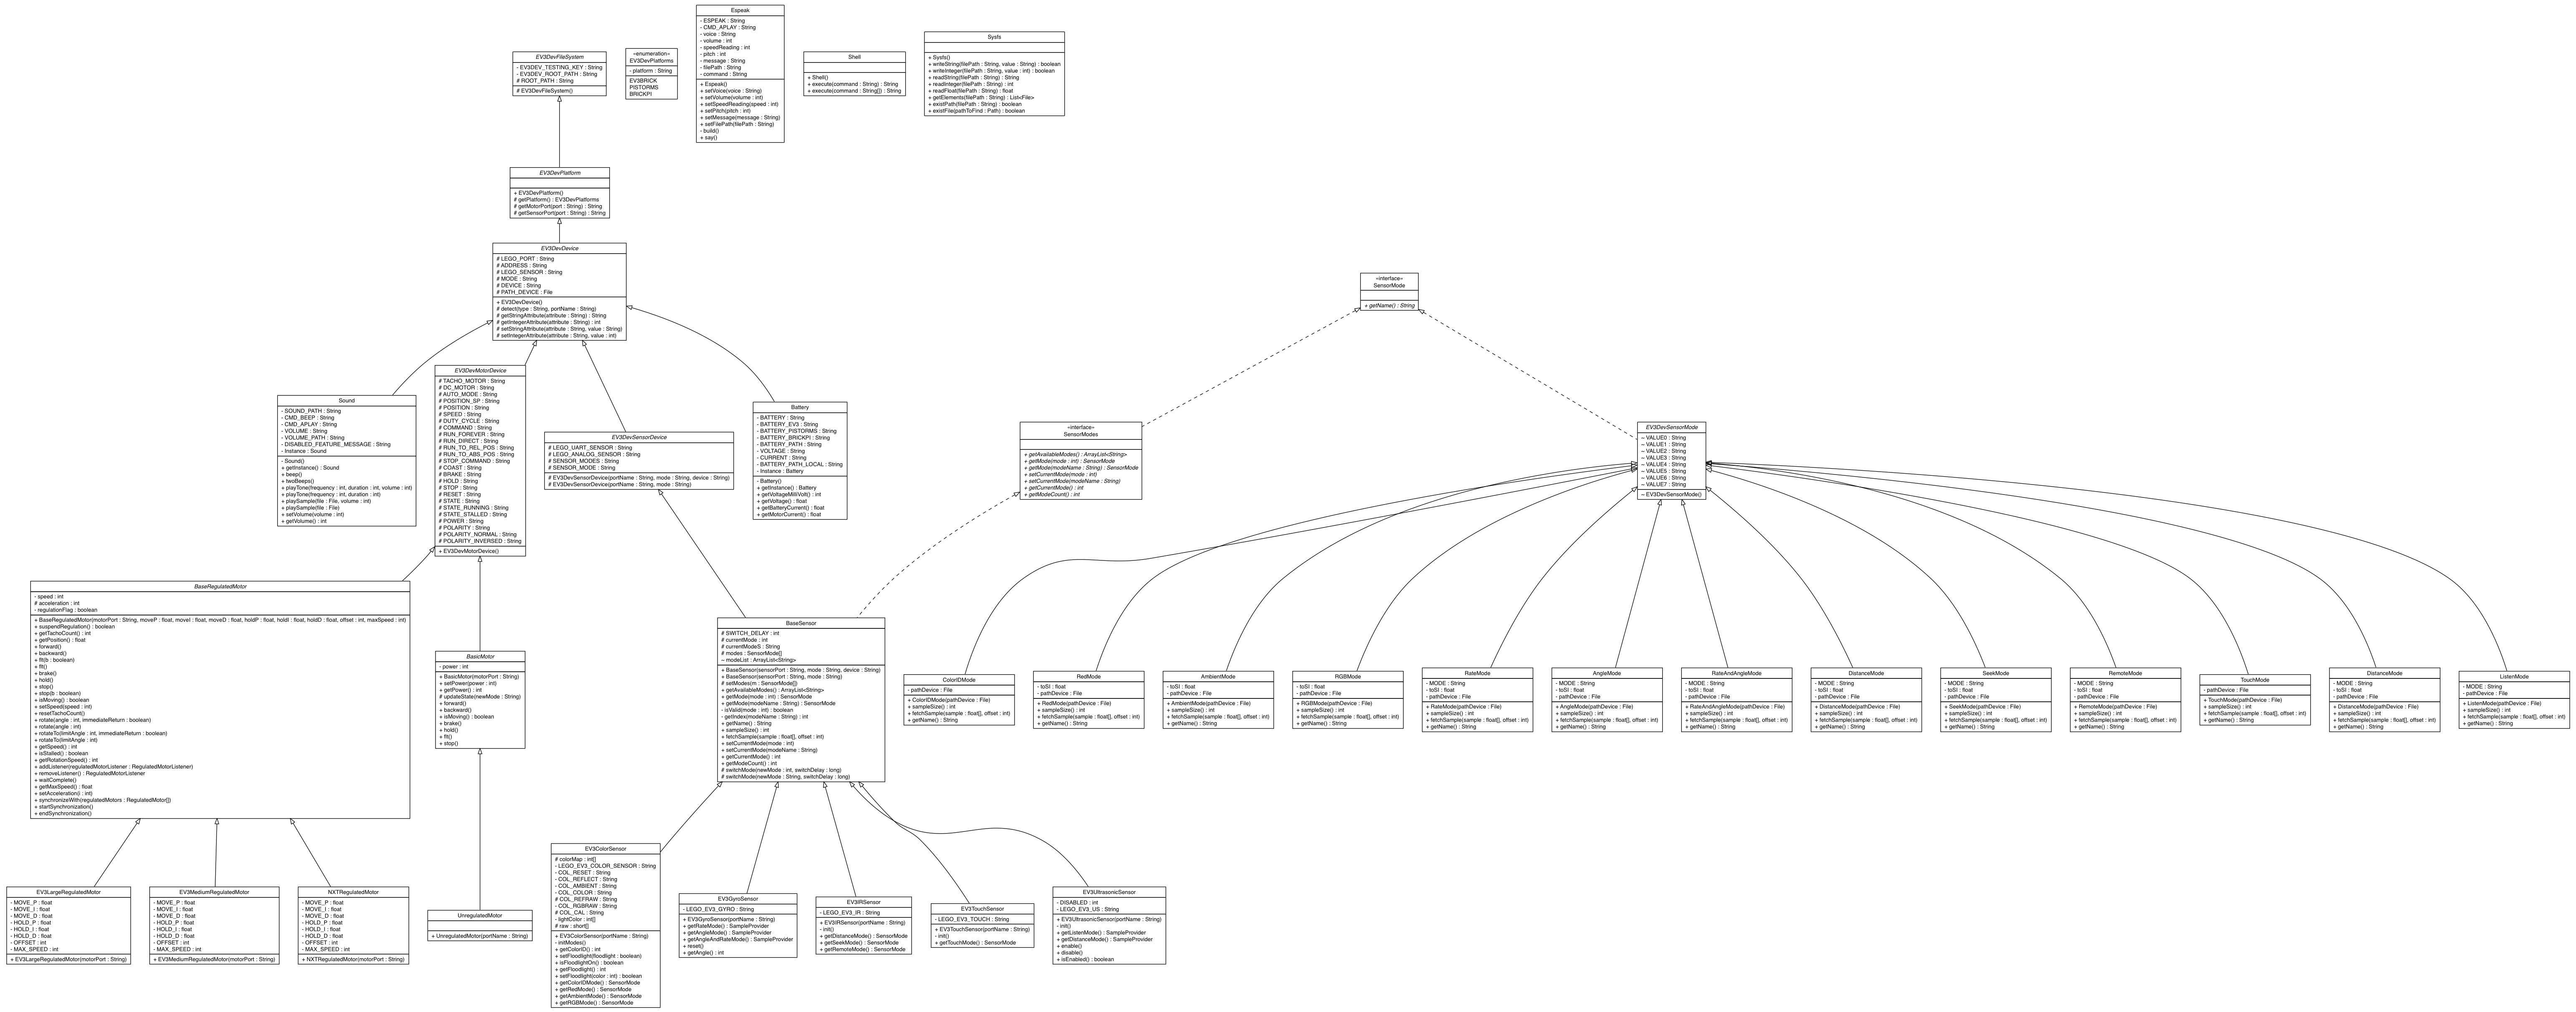 EV3DevFileSystem
- EV3DEV_TESTING_KEY : String
- EV3DEV_ROOT_PATH : String
# ROOT_PATH : String
# EV3DevFileSystem()
«enumeration»
EV3DevPlatforms
- platform : String
EV3BRICK
PISTORMS
BRICKPI
Espeak
- ESPEAK : String
- CMD_APLAY : String
- voice : String
- volume : int
- speedReading : int
- pitch : int
- message : String
- filePath : String
- command : String
+ Espeak()
+ setVoice(voice : String)
+ setVolume(volume : int)
+ setSpeedReading(speed : int)
+ setPitch(pitch : int)
+ setMessage(message : String)
+ setFilePath(filePath : String)
- build()
+ say()
Shell
+ Shell()
+ execute(command : String) : String
+ execute(command : String[]) : String
Sysfs
+ Sysfs()
+ writeString(filePath : String, value : String) : boolean
+ writeInteger(filePath : String, value : int) : boolean
+ readString(filePath : String) : String
+ readInteger(filePath : String) : int
+ readFloat(filePath : String) : float
+ getElements(filePath : String) : List<File>
+ existPath(filePath : String) : boolean
+ existFile(pathToFind : Path) : boolean
EV3DevPlatform
+ EV3DevPlatform()
# getPlatform() : EV3DevPlatforms
# getMotorPort(port : String) : String
# getSensorPort(port : String) : String
EV3DevDevice
# LEGO_PORT : String
# ADDRESS : String
# LEGO_SENSOR : String
# MODE : String
# DEVICE : String
# PATH_DEVICE : File
+ EV3DevDevice()
# detect(type : String, portName : String)
# getStringAttribute(attribute : String) : String
# getIntegerAttribute(attribute : String) : int
# setStringAttribute(attribute : String, value : String)
# setIntegerAttribute(attribute : String, value : int)
«interface»
SensorMode
+ getName() : String
Sound
- SOUND_PATH : String
- CMD_BEEP : String
- CMD_APLAY : String
- VOLUME : String
- VOLUME_PATH : String
- DISABLED_FEATURE_MESSAGE : String
- Instance : Sound
- Sound()
+ getInstance() : Sound
+ beep()
+ twoBeeps()
+ playTone(frequency : int, duration : int, volume : int)
+ playTone(frequency : int, duration : int)
+ playSample(file : File, volume : int)
+ playSample(file : File)
+ setVolume(volume : int)
+ getVolume() : int
EV3DevMotorDevice
# TACHO_MOTOR : String
# DC_MOTOR : String
# AUTO_MODE : String
# POSITION_SP : String
# POSITION : String
# SPEED : String
# DUTY_CYCLE : String
# COMMAND : String
# RUN_FOREVER : String
# RUN_DIRECT : String
# RUN_TO_REL_POS : String
# RUN_TO_ABS_POS : String
# STOP_COMMAND : String
# COAST : String
# BRAKE : String
# HOLD : String
# STOP : String
# RESET : String
# STATE : String
# STATE_RUNNING : String
# STATE_STALLED : String
# POWER : String
# POLARITY : String
# POLARITY_NORMAL : String
# POLARITY_INVERSED : String
+ EV3DevMotorDevice()
EV3DevSensorDevice
# LEGO_UART_SENSOR : String
# LEGO_ANALOG_SENSOR : String
# SENSOR_MODES : String
# SENSOR_MODE : String
# EV3DevSensorDevice(portName : String, mode : String, device : String)
# EV3DevSensorDevice(portName : String, mode : String)
Battery
- BATTERY : String
- BATTERY_EV3 : String
- BATTERY_PISTORMS : String
- BATTERY_BRICKPI : String
- BATTERY_PATH : String
- VOLTAGE : String
- CURRENT : String
- BATTERY_PATH_LOCAL : String
- Instance : Battery
- Battery()
+ getInstance() : Battery
+ getVoltageMilliVolt() : int
+ getVoltage() : float
+ getBatteryCurrent() : float
+ getMotorCurrent() : float
«interface»
SensorModes
+ getAvailableModes() : ArrayList<String>
+ getMode(mode : int) : SensorMode
+ getMode(modeName : String) : SensorMode
+ setCurrentMode(mode : int)
+ setCurrentMode(modeName : String)
+ getCurrentMode() : int
+ getModeCount() : int
EV3DevSensorMode
~ VALUE0 : String
~ VALUE1 : String
~ VALUE2 : String
~ VALUE3 : String
~ VALUE4 : String
~ VALUE5 : String
~ VALUE6 : String
~ VALUE7 : String
~ EV3DevSensorMode()
BaseRegulatedMotor
- speed : int
# acceleration : int
- regulationFlag : boolean
+ BaseRegulatedMotor(motorPort : String, moveP : float, moveI : float, moveD : float, holdP : float, holdI : float, holdD : float, offset : int, maxSpeed : int)
+ suspendRegulation() : boolean
+ getTachoCount() : int
+ getPosition() : float
+ forward()
+ backward()
+ flt(b : boolean)
+ flt()
+ brake()
+ hold()
+ stop()
+ stop(b : boolean)
+ isMoving() : boolean
+ setSpeed(speed : int)
+ resetTachoCount()
+ rotate(angle : int, immediateReturn : boolean)
+ rotate(angle : int)
+ rotateTo(limitAngle : int, immediateReturn : boolean)
+ rotateTo(limitAngle : int)
+ getSpeed() : int
+ isStalled() : boolean
+ getRotationSpeed() : int
+ addListener(regulatedMotorListener : RegulatedMotorListener)
+ removeListener() : RegulatedMotorListener
+ waitComplete()
+ getMaxSpeed() : float
+ setAcceleration(i : int)
+ synchronizeWith(regulatedMotors : RegulatedMotor[])
+ startSynchronization()
+ endSynchronization()
BasicMotor
- power : int
+ BasicMotor(motorPort : String)
+ setPower(power : int)
+ getPower() : int
# updateState(newMode : String)
+ forward()
+ backward()
+ isMoving() : boolean
+ brake()
+ hold()
+ flt()
+ stop()
BaseSensor
# SWITCH_DELAY : int
# currentMode : int
# currentModeS : String
# modes : SensorMode[]
~ modeList : ArrayList<String>
+ BaseSensor(sensorPort : String, mode : String, device : String)
+ BaseSensor(sensorPort : String, mode : String)
# setModes(m : SensorMode[])
+ getAvailableModes() : ArrayList<String>
+ getMode(mode : int) : SensorMode
+ getMode(modeName : String) : SensorMode
- isValid(mode : int) : boolean
- getIndex(modeName : String) : int
+ getName() : String
+ sampleSize() : int
+ fetchSample(sample : float[], offset : int)
+ setCurrentMode(mode : int)
+ setCurrentMode(modeName : String)
+ getCurrentMode() : int
+ getModeCount() : int
# switchMode(newMode : int, switchDelay : long)
# switchMode(newMode : String, switchDelay : long)
ColorIDMode
- pathDevice : File
+ ColorIDMode(pathDevice : File)
+ sampleSize() : int
+ fetchSample(sample : float[], offset : int)
+ getName() : String
RedMode
- toSI : float
- pathDevice : File
+ RedMode(pathDevice : File)
+ sampleSize() : int
+ fetchSample(sample : float[], offset : int)
+ getName() : String
AmbientMode
- toSI : float
- pathDevice : File
+ AmbientMode(pathDevice : File)
+ sampleSize() : int
+ fetchSample(sample : float[], offset : int)
+ getName() : String
RGBMode
- toSI : float
- pathDevice : File
+ RGBMode(pathDevice : File)
+ sampleSize() : int
+ fetchSample(sample : float[], offset : int)
+ getName() : String
RateMode
- MODE : String
- toSI : float
- pathDevice : File
+ RateMode(pathDevice : File)
+ sampleSize() : int
+ fetchSample(sample : float[], offset : int)
+ getName() : String
AngleMode
- MODE : String
- toSI : float
- pathDevice : File
+ AngleMode(pathDevice : File)
+ sampleSize() : int
+ fetchSample(sample : float[], offset : int)
+ getName() : String
RateAndAngleMode
- MODE : String
- toSI : float
- pathDevice : File
+ RateAndAngleMode(pathDevice : File)
+ sampleSize() : int
+ fetchSample(sample : float[], offset : int)
+ getName() : String
DistanceMode
- MODE : String
- toSI : float
- pathDevice : File
+ DistanceMode(pathDevice : File)
+ sampleSize() : int
+ fetchSample(sample : float[], offset : int)
+ getName() : String
SeekMode
- MODE : String
- toSI : float
- pathDevice : File
+ SeekMode(pathDevice : File)
+ sampleSize() : int
+ fetchSample(sample : float[], offset : int)
+ getName() : String
RemoteMode
- MODE : String
- toSI : float
- pathDevice : File
+ RemoteMode(pathDevice : File)
+ sampleSize() : int
+ fetchSample(sample : float[], offset : int)
+ getName() : String
TouchMode
- pathDevice : File
+ TouchMode(pathDevice : File)
+ sampleSize() : int
+ fetchSample(sample : float[], offset : int)
+ getName() : String
DistanceMode
- MODE : String
- toSI : float
- pathDevice : File
+ DistanceMode(pathDevice : File)
+ sampleSize() : int
+ fetchSample(sample : float[], offset : int)
+ getName() : String
ListenMode
- MODE : String
- pathDevice : File
+ ListenMode(pathDevice : File)
+ sampleSize() : int
+ fetchSample(sample : float[], offset : int)
+ getName() : String
EV3LargeRegulatedMotor
- MOVE_P : float
- MOVE_I : float
- MOVE_D : float
- HOLD_P : float
- HOLD_I : float
- HOLD_D : float
- OFFSET : int
- MAX_SPEED : int
+ EV3LargeRegulatedMotor(motorPort : String)
EV3MediumRegulatedMotor
- MOVE_P : float
- MOVE_I : float
- MOVE_D : float
- HOLD_P : float
- HOLD_I : float
- HOLD_D : float
- OFFSET : int
- MAX_SPEED : int
+ EV3MediumRegulatedMotor(motorPort : String)
NXTRegulatedMotor
- MOVE_P : float
- MOVE_I : float
- MOVE_D : float
- HOLD_P : float
- HOLD_I : float
- HOLD_D : float
- OFFSET : int
- MAX_SPEED : int
+ NXTRegulatedMotor(motorPort : String)
UnregulatedMotor
+ UnregulatedMotor(portName : String)
EV3ColorSensor
# colorMap : int[]
- LEGO_EV3_COLOR_SENSOR : String
- COL_RESET : String
- COL_REFLECT : String
- COL_AMBIENT : String
- COL_COLOR : String
# COL_REFRAW : String
- COL_RGBRAW : String
# COL_CAL : String
- lightColor : int[]
# raw : short[]
+ EV3ColorSensor(portName : String)
- initModes()
+ getColorID() : int
+ setFloodlight(floodlight : boolean)
+ isFloodlightOn() : boolean
+ getFloodlight() : int
+ setFloodlight(color : int) : boolean
+ getColorIDMode() : SensorMode
+ getRedMode() : SensorMode
+ getAmbientMode() : SensorMode
+ getRGBMode() : SensorMode
EV3GyroSensor
- LEGO_EV3_GYRO : String
+ EV3GyroSensor(portName : String)
+ getRateMode() : SampleProvider
+ getAngleMode() : SampleProvider
+ getAngleAndRateMode() : SampleProvider
+ reset()
+ getAngle() : int
EV3IRSensor
- LEGO_EV3_IR : String
+ EV3IRSensor(portName : String)
- init()
+ getDistanceMode() : SensorMode
+ getSeekMode() : SensorMode
+ getRemoteMode() : SensorMode
EV3TouchSensor
- LEGO_EV3_TOUCH : String
+ EV3TouchSensor(portName : String)
- init()
+ getTouchMode() : SensorMode
EV3UltrasonicSensor
- DISABLED : int
- LEGO_EV3_US : String
+ EV3UltrasonicSensor(portName : String)
- init()
+ getListenMode() : SampleProvider
+ getDistanceMode() : SampleProvider
+ enable()
+ disable()
+ isEnabled() : boolean